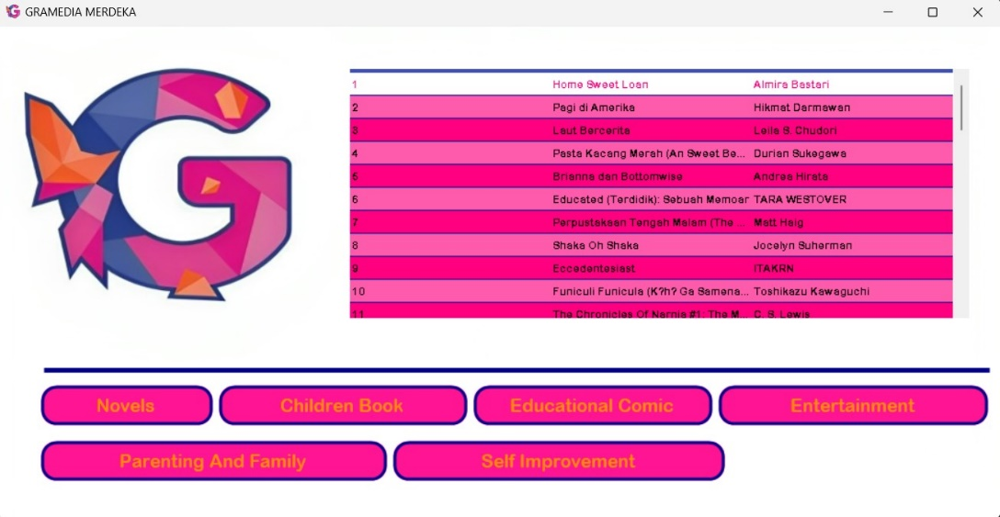 GRAMEDIA MERDEKA
1 Home Sweet Loan Almira Bastari
2 Pagi di Amerika Hikmat Darmawan
3 Laut Bercerita Leila S. Chudori
4 Pasta Kacang Merah (An Sweet Be... Durian Sukegawa
5 Brianna dan Bottomwise Andrea Hirata
6 Educated (Terdidik): Sebuah Memoar TARA WESTOVER
7 Perpustakaan Tengah Malam (The ... Matt Haig
8 Shaka Oh Shaka Jocelyn Suherman
9 Eccedentesiast ITAKRN
10 Funiculi Funicula (K?h? Ga Samena... Toshikazu Kawaguchi
11 The Chronicles Of Narnia #1: The M... C. S. Lewis
Novels Children Book Educational Comic Entertainment
Parenting And Family Self Improvement